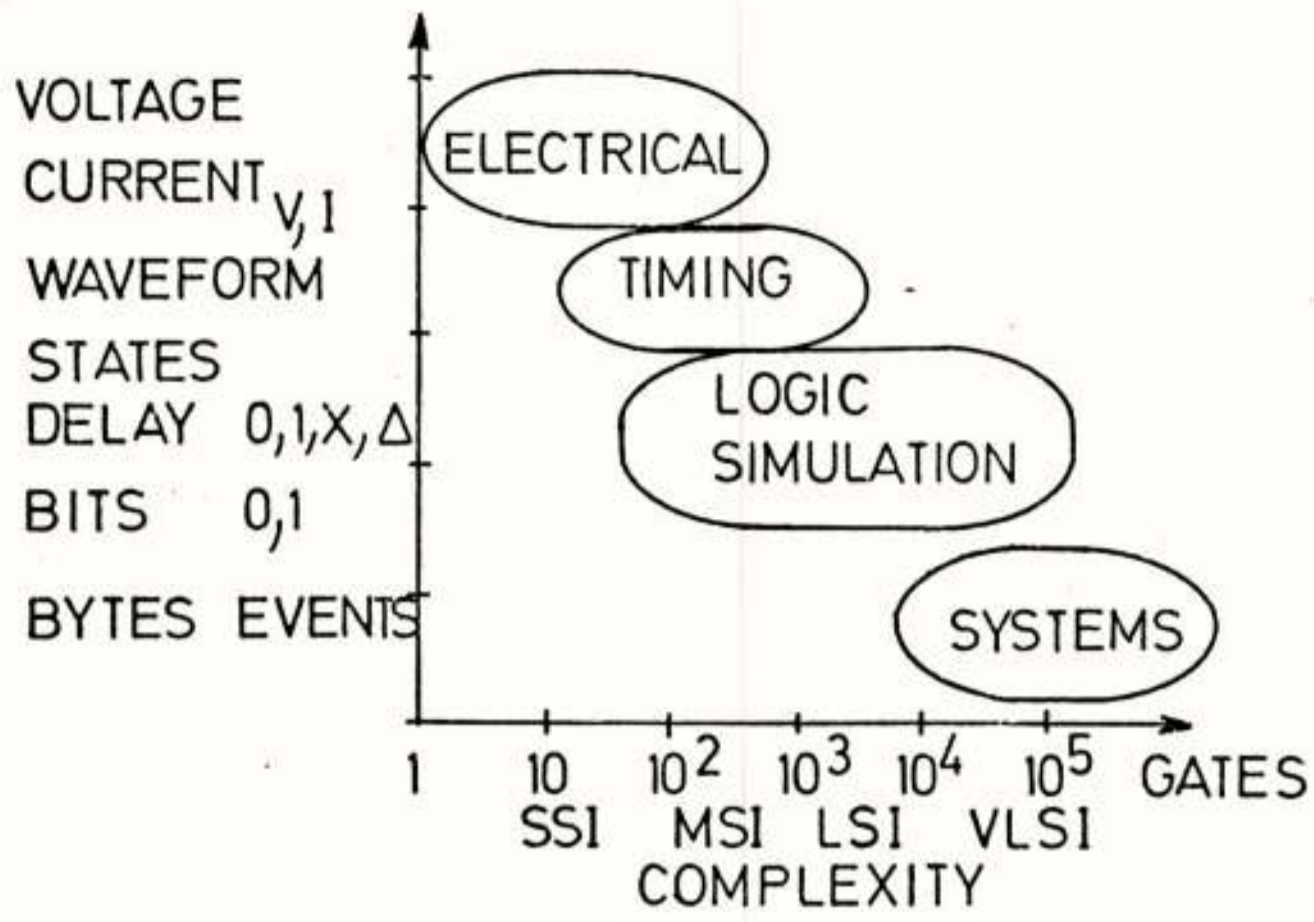 VOLTAGE
CURRENT V, I
WAVEFORM
STATES
DELAY 0,1,X,Δ
BITS 0,1
BYTES EVENTS
ELECTRICAL
TIMING
LOGIC
SIMULATION
SYSTEMS
1 10 10² 10³ 10⁴ 10⁵ GATES
SSI MSI LSI VLSI
COMPLEXITY